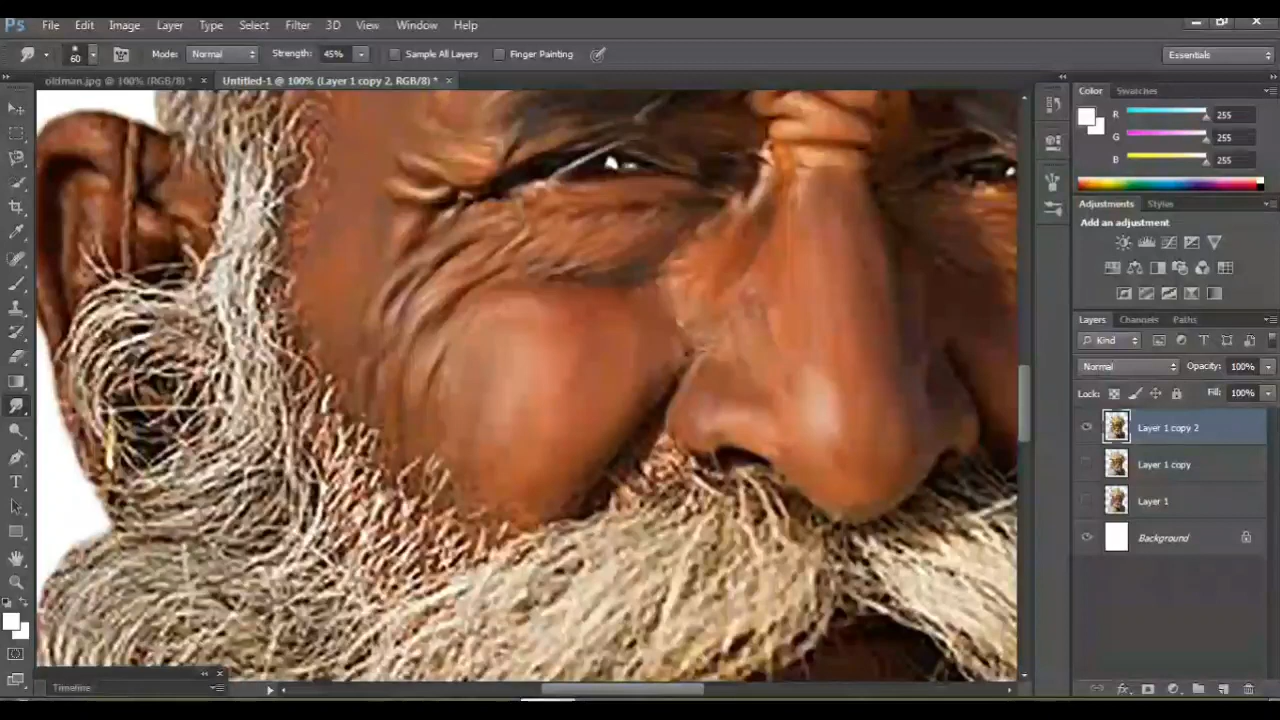 Ps File Edit Image Layer Type Select Filter 3D View Window Help
60 Mode: Normal Strength: 45% Sample All Layers Finger Painting Essentials
oldman.jpg @ 100% (RGB/8) * × Untitled-1 @ 100% (Layer 1 copy 2, RGB/8) * ×
Color Swatches
R 255
G 255
B 255
Adjustments Styles
Add an adjustment
Layers Channels Paths
Kind
Normal Opacity: 100%
Lock: Fill: 100%
Layer 1 copy 2
Layer 1 copy
Layer 1
Background
Timeline